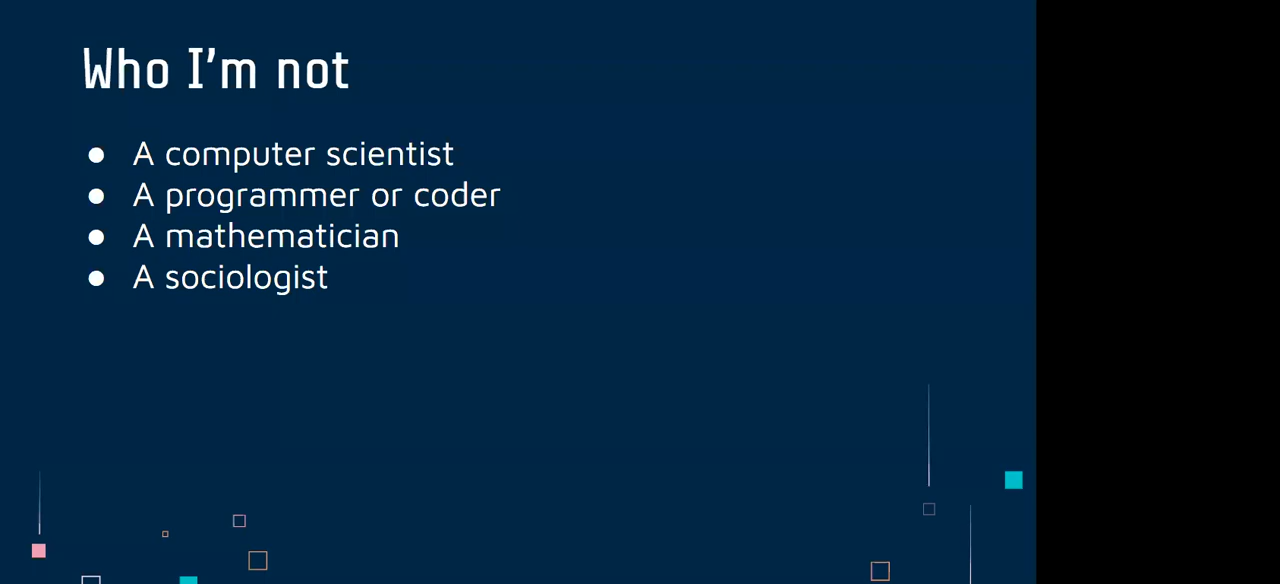 Who I’m not
● A computer scientist
● A programmer or coder
● A mathematician
● A sociologist